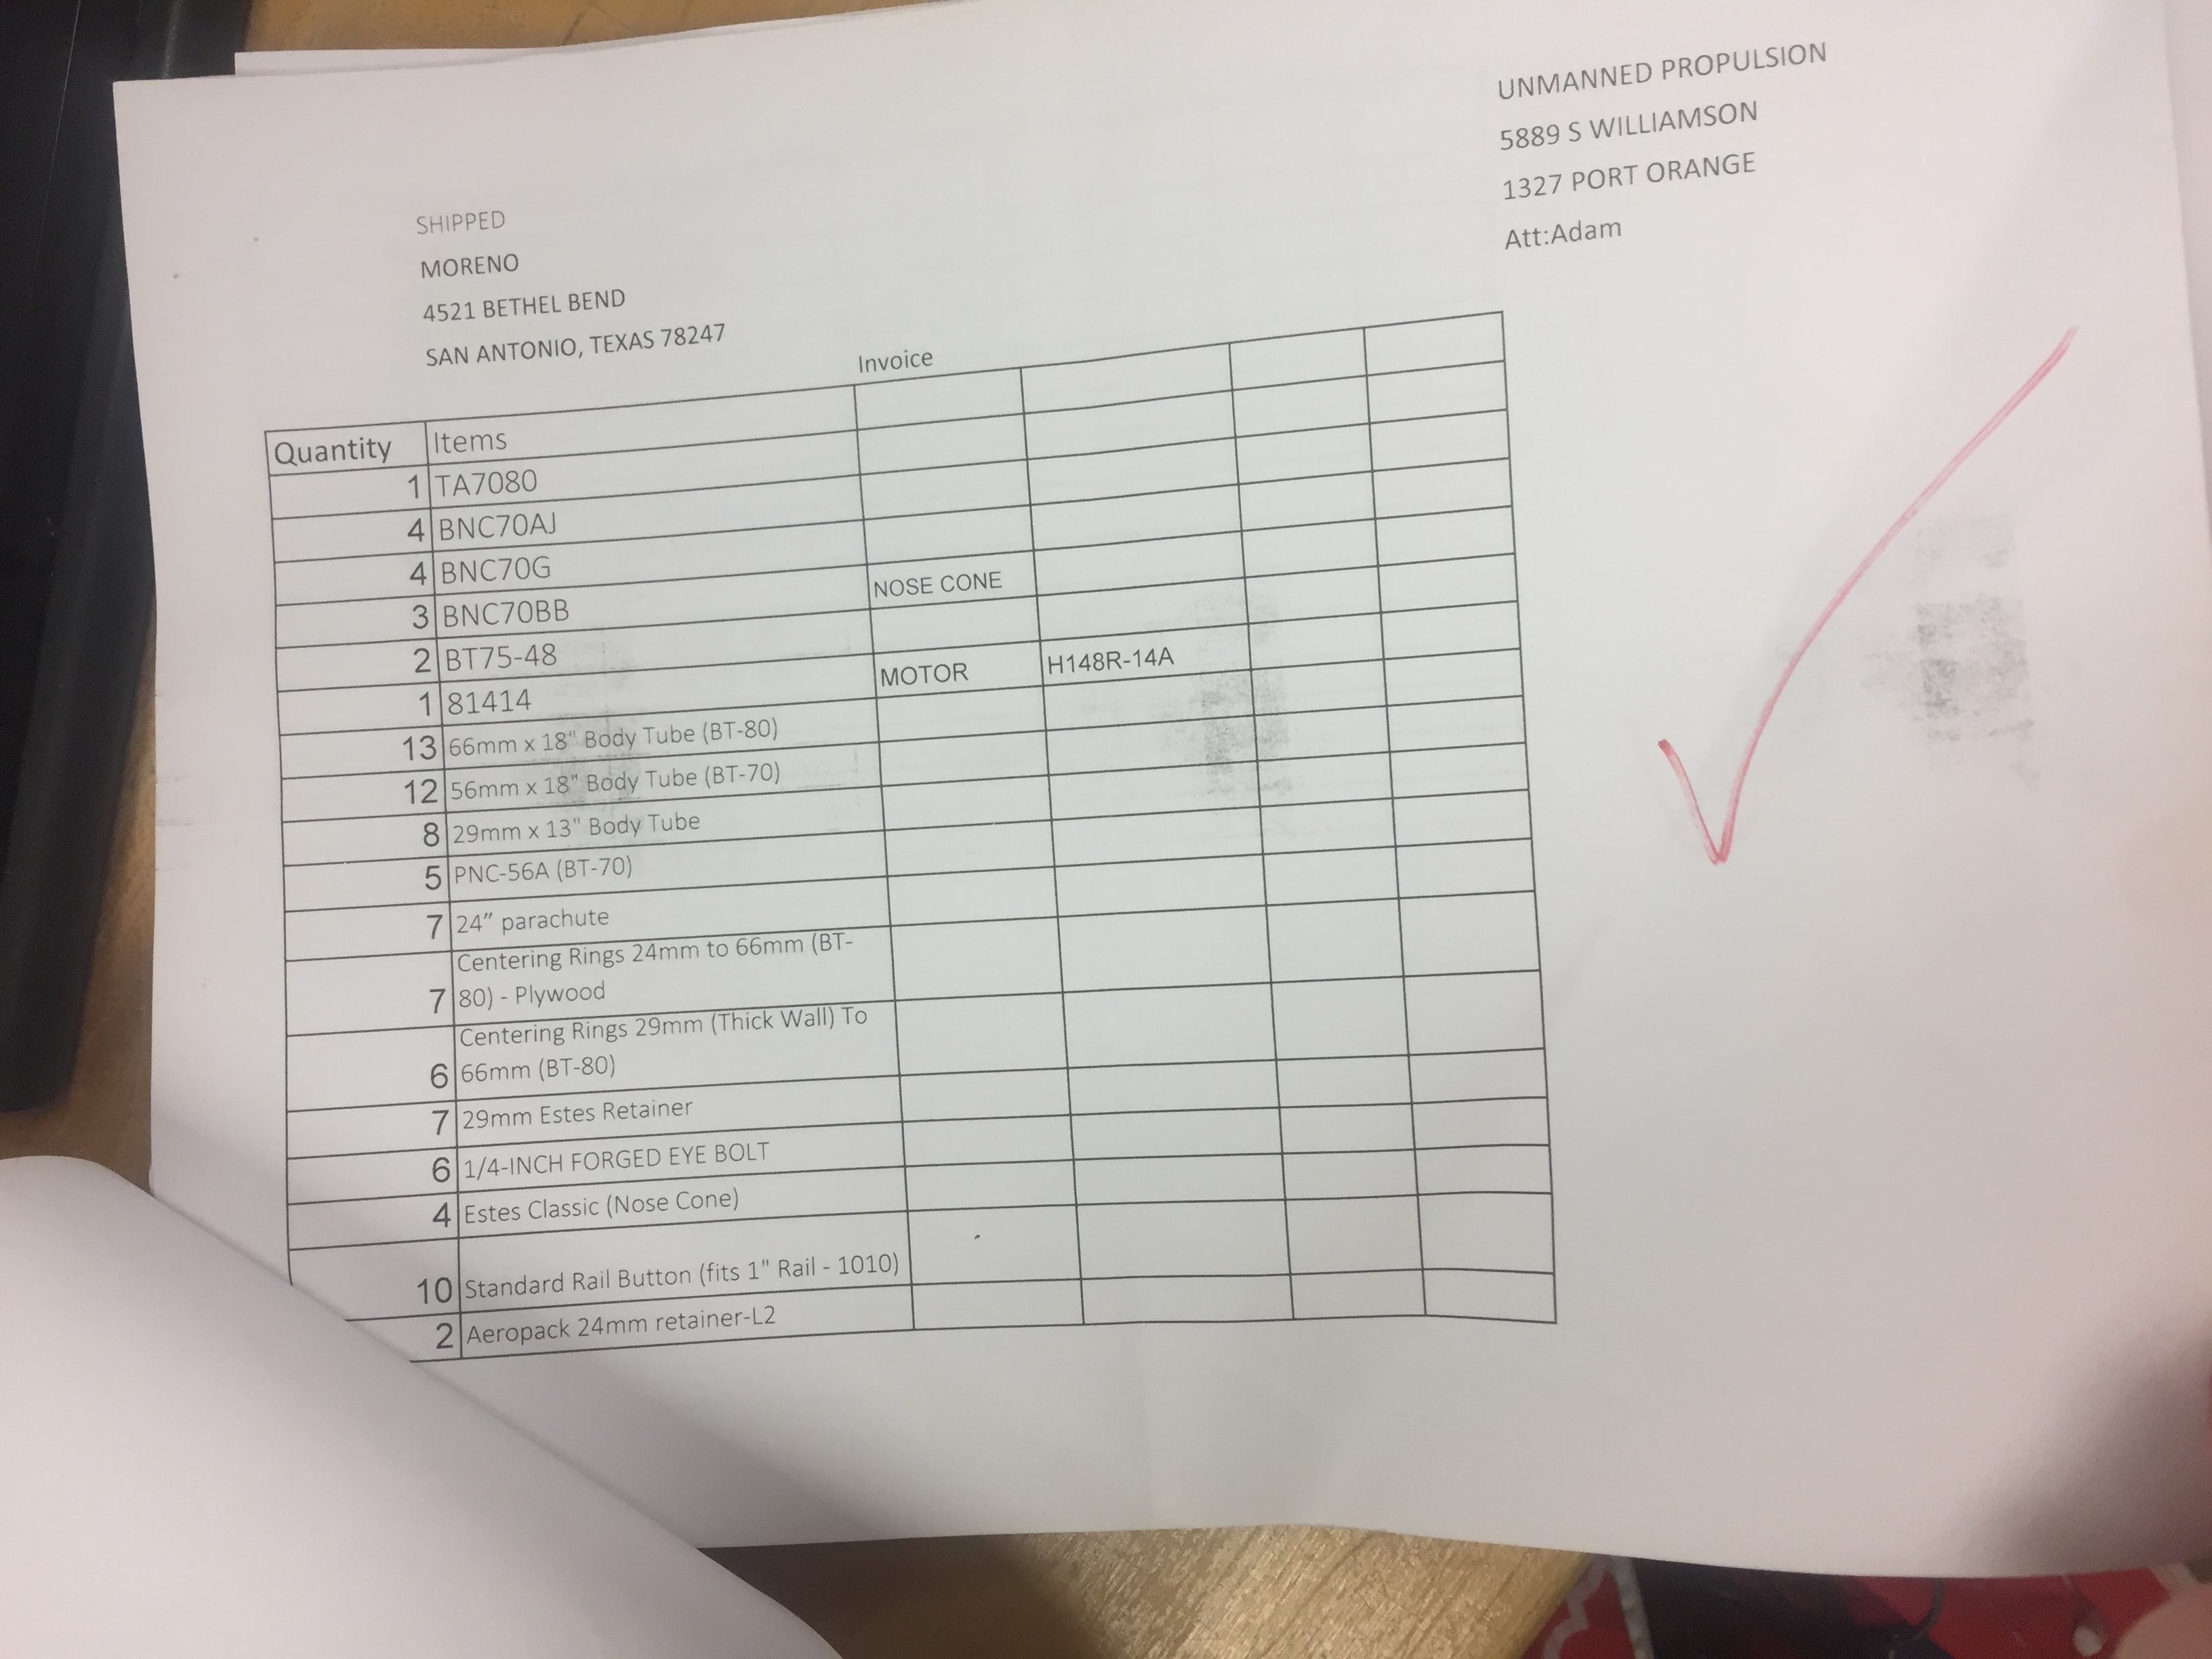 UNMANNED PROPULSION
5889 S WILLIAMSON
1327 PORT ORANGE
Att:Adam
SHIPPED
MORENO
4521 BETHEL BEND
SAN ANTONIO, TEXAS 78247
Invoice
Quantity Items
1 TA7080
4 BNC70AJ
4 BNC70G
3 BNC70BB NOSE CONE
2 BT75-48
1 81414 MOTOR H148R-14A
13 66mm x 18" Body Tube (BT-80)
12 56mm x 18" Body Tube (BT-70)
8 29mm x 13" Body Tube
5 PNC-56A (BT-70)
7 24” parachute
Centering Rings 24mm to 66mm (BT-
7 80) - Plywood
Centering Rings 29mm (Thick Wall) To
6 66mm (BT-80)
7 29mm Estes Retainer
6 1/4-INCH FORGED EYE BOLT
4 Estes Classic (Nose Cone)
10 Standard Rail Button (fits 1" Rail - 1010)
2 Aeropack 24mm retainer-L2